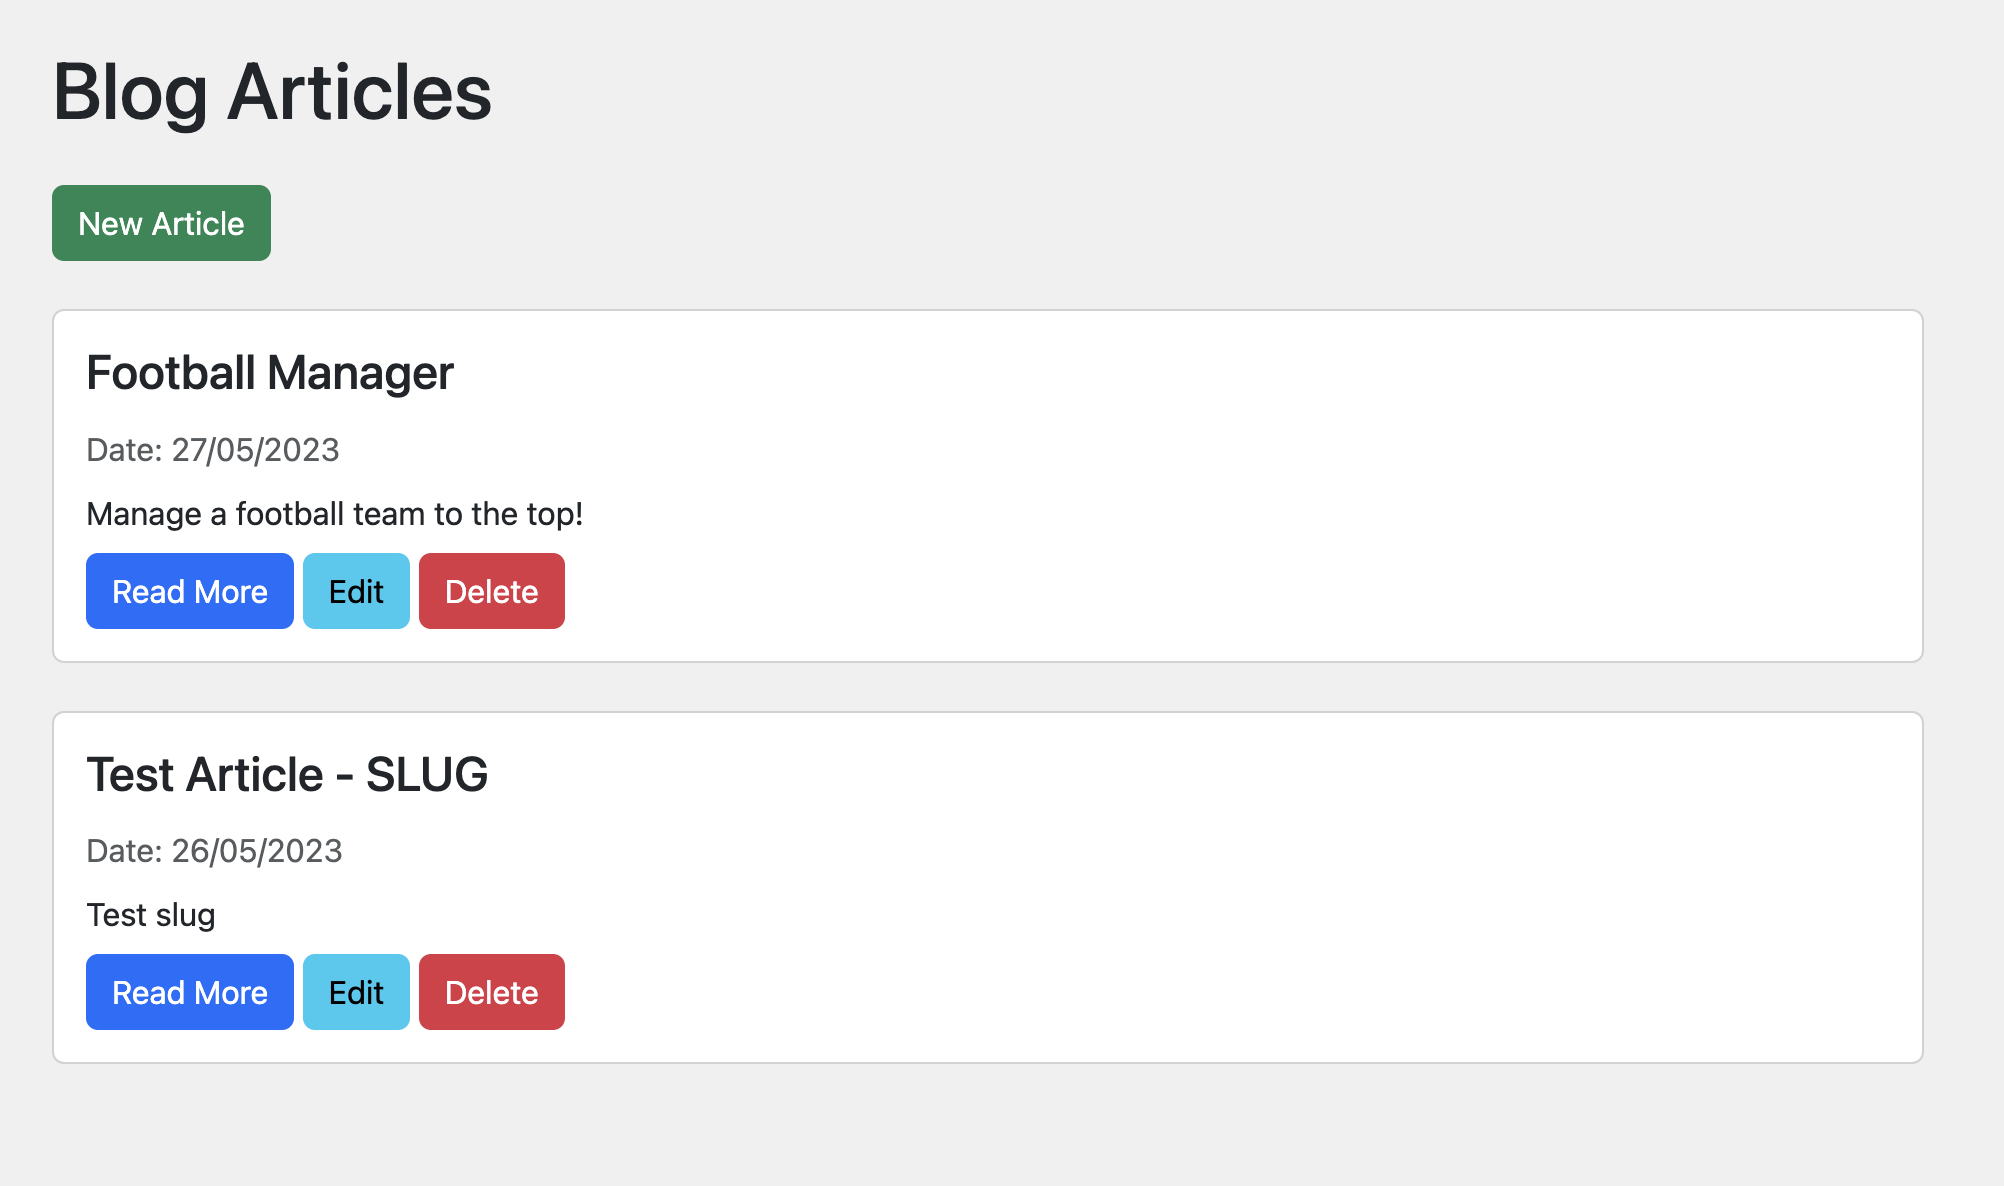 Blog Articles
New Article
Football Manager
Date: 27/05/2023
Manage a football team to the top!
Read More Edit Delete
Test Article - SLUG
Date: 26/05/2023
Test slug
Read More Edit Delete